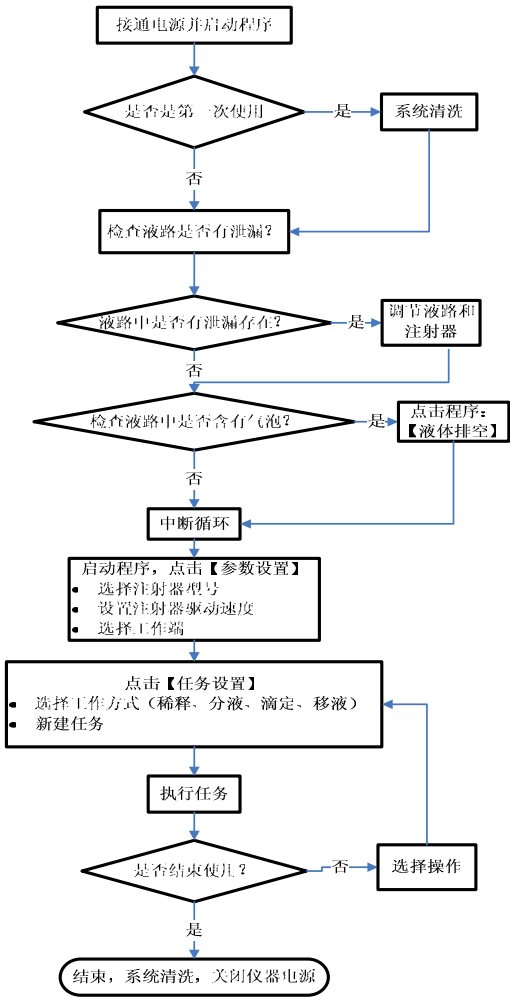 接通电源并启动程序
是否是第一次使用
是
系统清洗
否
检查液路是否有泄漏？
液路中是否有泄漏存在？
是
调节液路和
注射器
否
检查液路中是否含有气泡？
是
点击程序：
【液体排空】
否
中断循环
启动程序，点击【参数设置】
• 选择注射器型号
• 设置注射器驱动速度
• 选择工作端
点击【任务设置】
• 选择工作方式（稀释、分液、滴定、移液）
• 新建任务
执行任务
是否结束使用？
否
选择操作
是
结束，系统清洗，关闭仪器电源